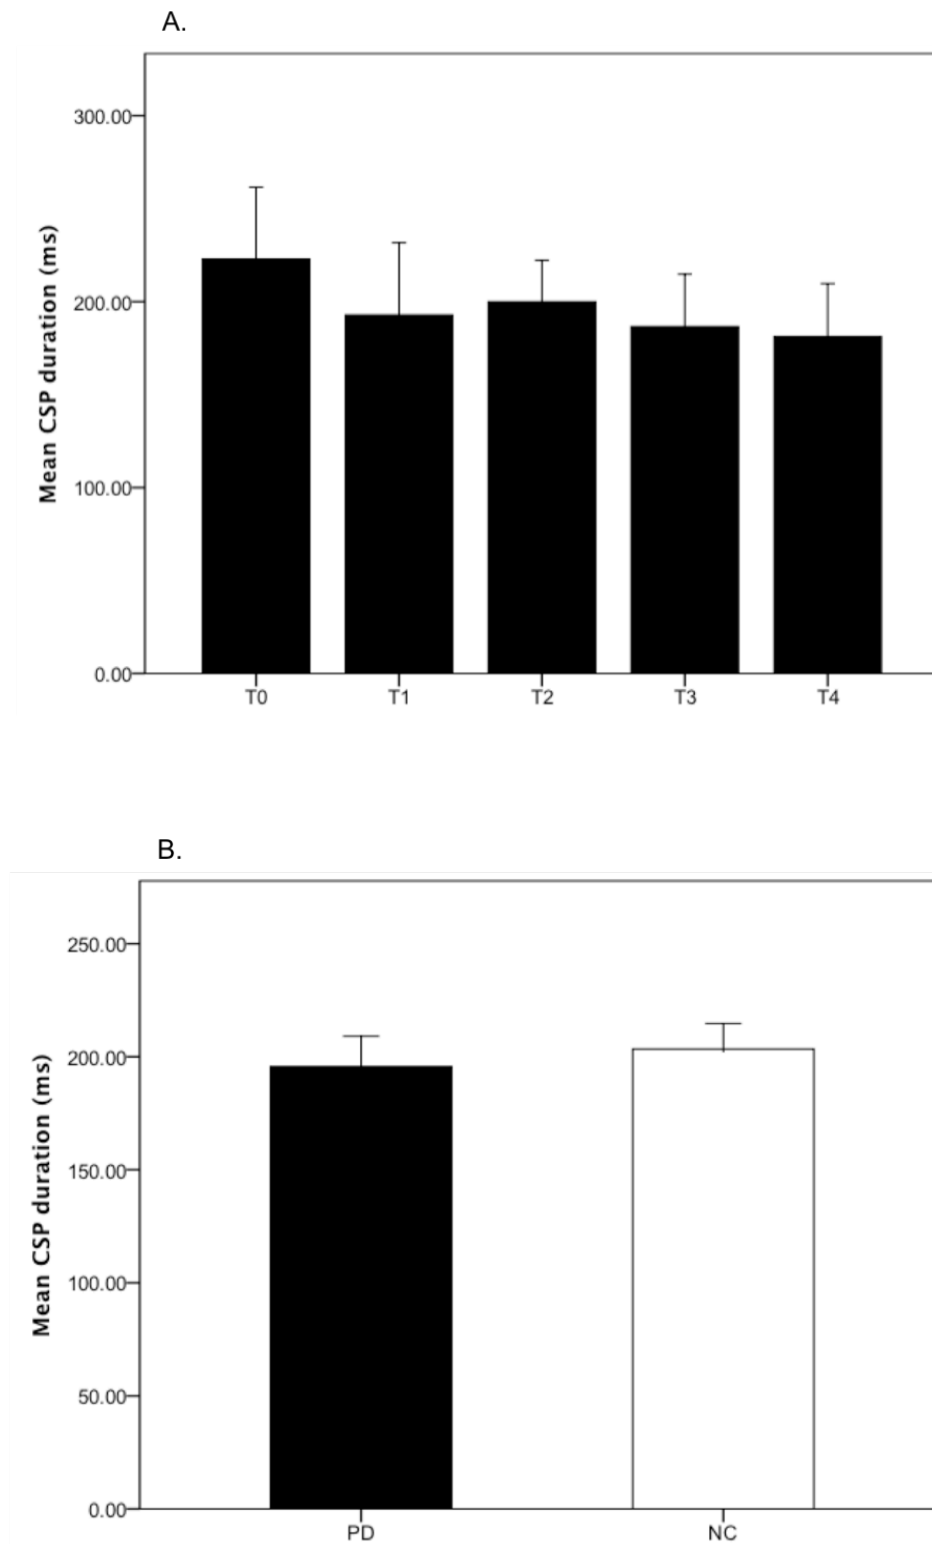 A.
Mean CSP duration (ms)
300.00
200.00
100.00
0.00
T0 T1 T2 T3 T4
B.
Mean CSP duration (ms)
250.00
200.00
150.00
100.00
50.00
0.00
PD NC